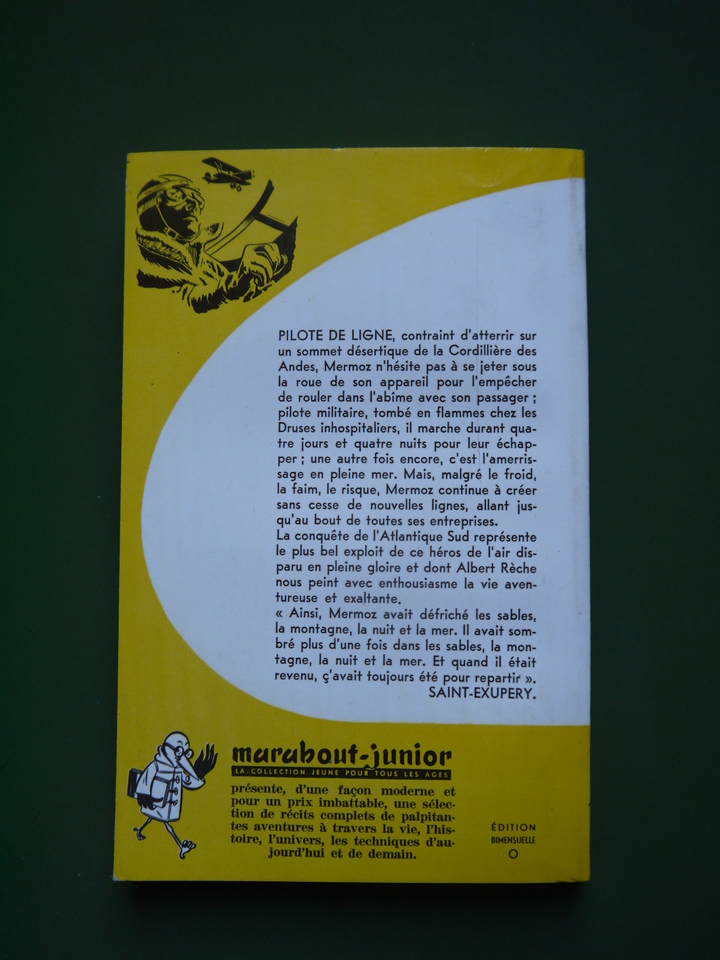 PILOTE DE LIGNE, contraint d'atterrir sur
un sommet désertique de la Cordillière des
Andes, Mermoz n'hésite pas à se jeter sous
la roue de son appareil pour l'empêcher
de rouler dans l'abîme avec son passager ;
pilote militaire, tombé en flammes chez les
Druses inhospitaliers, il marche durant qua-
tre jours et quatre nuits pour leur échap-
per ; une autre fois encore, c'est l'amerris-
sage en pleine mer. Mais, malgré le froid,
la faim, le risque, Mermoz continue à créer
sans cesse de nouvelles lignes, allant jus-
qu'au bout de toutes ses entreprises.
La conquête de l'Atlantique Sud représente
le plus bel exploit de ce héros de l'air dis-
paru en pleine gloire et dont Albert Rèche
nous peint avec enthousiasme la vie aven-
tureuse et exaltante.
« Ainsi, Mermoz avait défriché les sables,
la montagne, la nuit et la mer. Il avait som-
bré plus d'une fois dans les sables, la mon-
tagne, la nuit et la mer. Et quand il était
revenu, ç'avait toujours été pour repartir ».
SAINT-EXUPERY.
marabout-junior
LA COLLECTION JEUNE POUR TOUS LES AGES
présente, d'une façon moderne et
pour un prix imbattable, une sélec-
tion de récits complets de palpitan-
tes aventures à travers la vie, l'his-
toire, l'univers, les techniques d'au-
jourd'hui et de demain.
ÉDITION
BIMENSUELLE
O